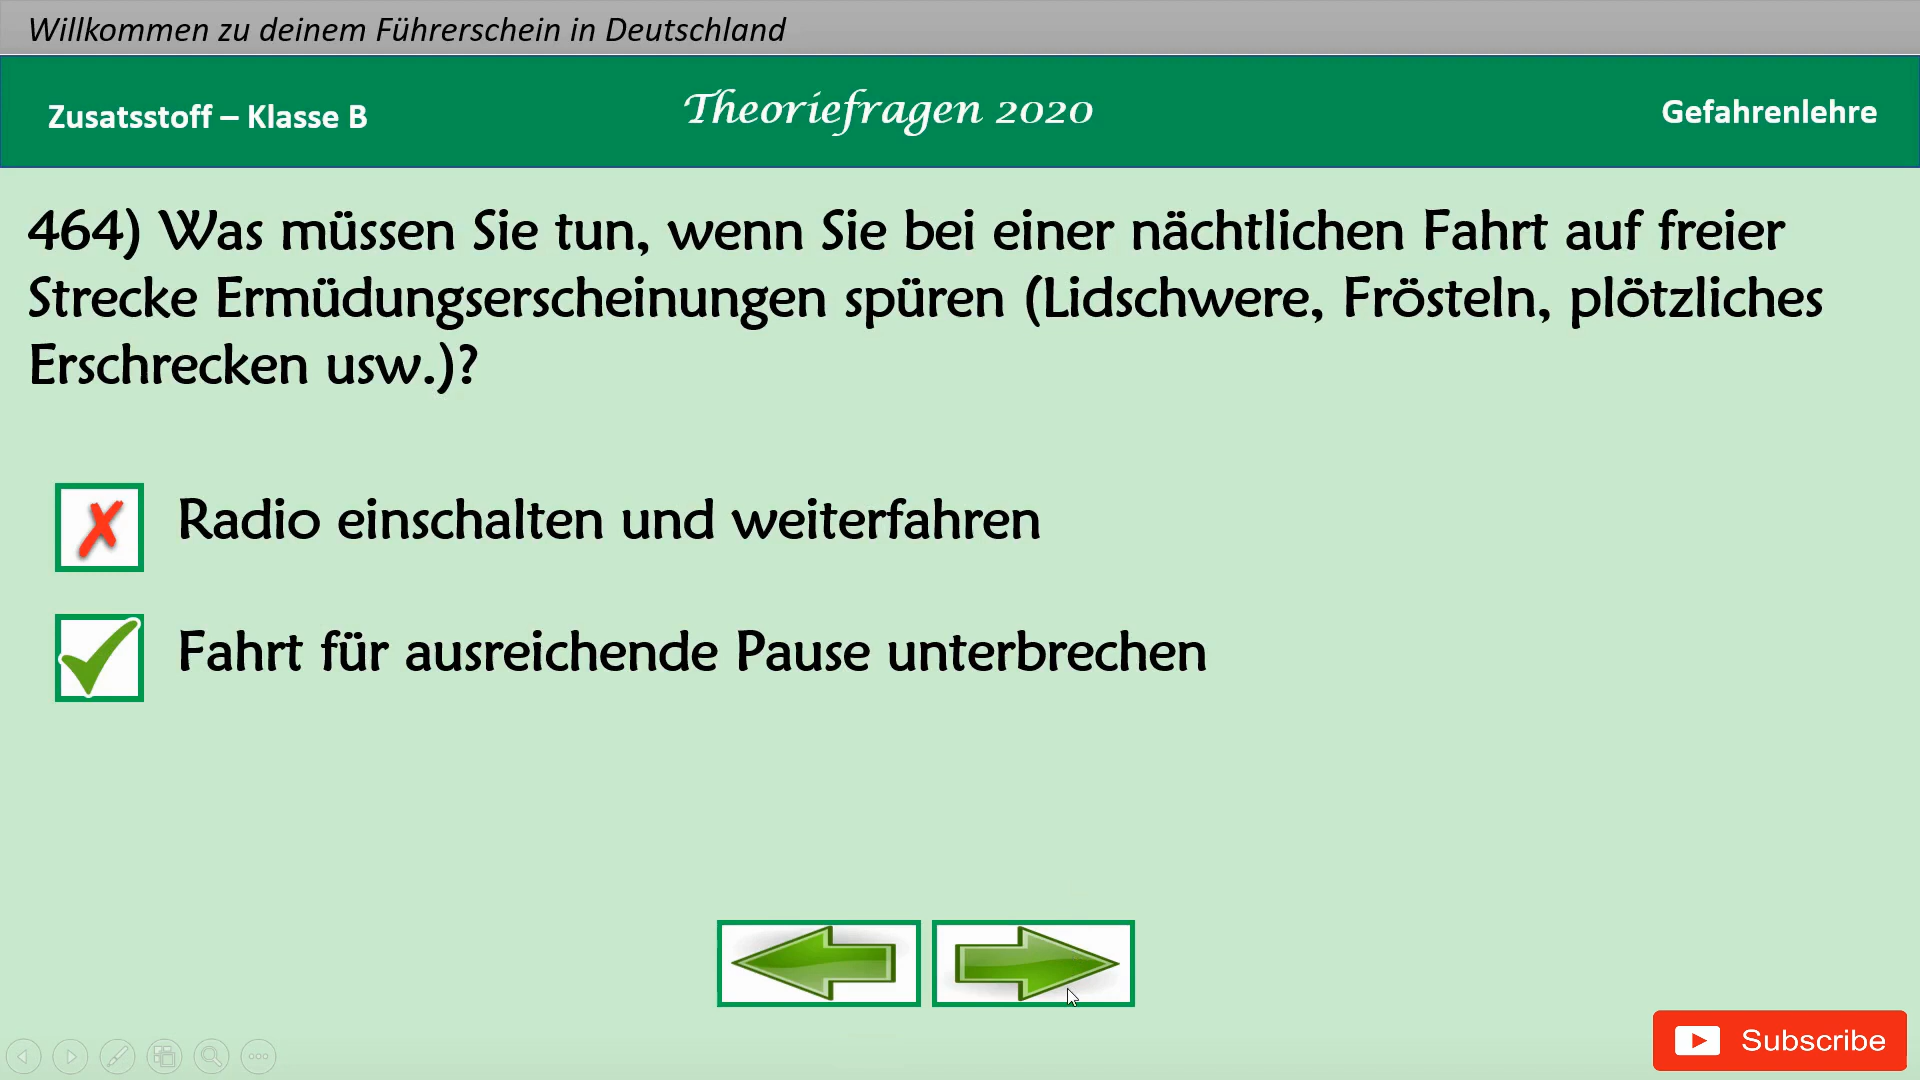 Willkommen zu deinem Führerschein in Deutschland
Zusatsstoff – Klasse B
Theoriefragen 2020
Gefahrenlehre
464) Was müssen Sie tun, wenn Sie bei einer nächtlichen Fahrt auf freier
Strecke Ermüdungserscheinungen spüren (Lidschwere, Frösteln, plötzliches
Erschrecken usw.)?
Radio einschalten und weiterfahren
Fahrt für ausreichende Pause unterbrechen
Subscribe